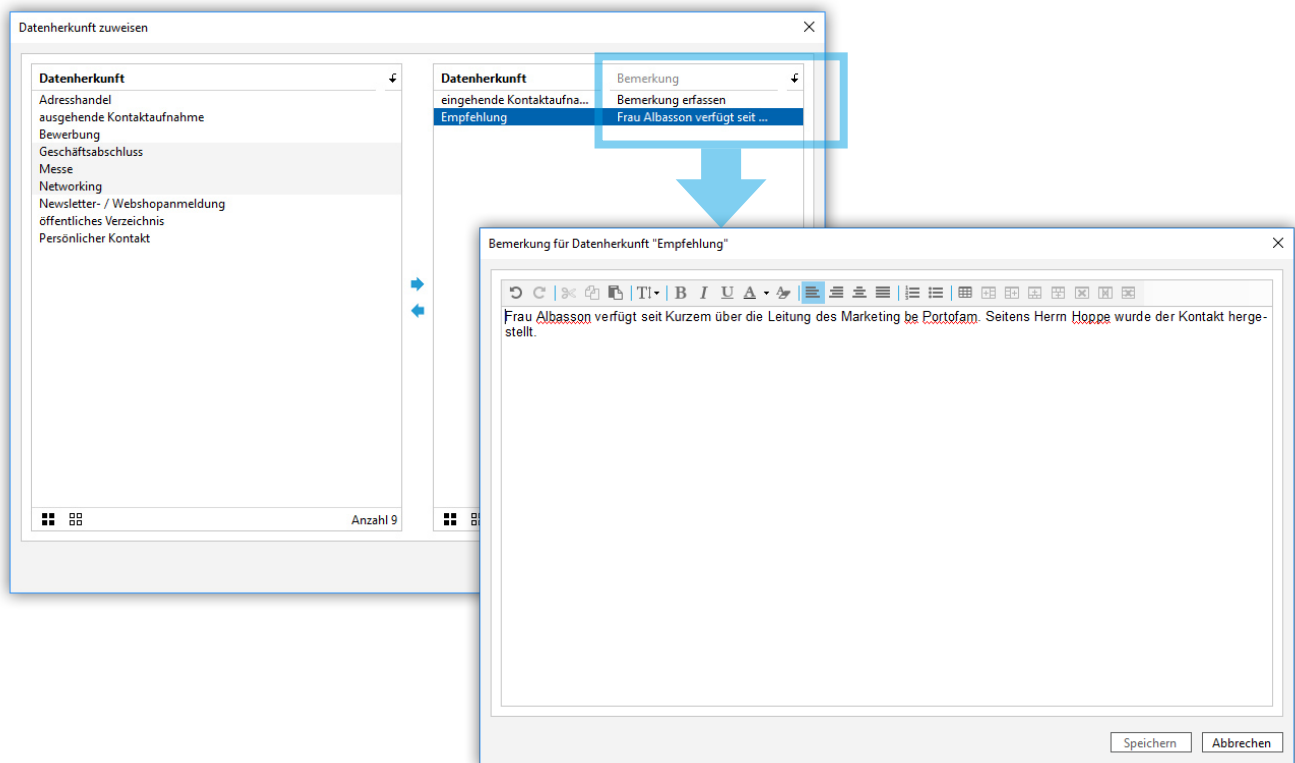 Datenherkunft zuweisen
Datenherkunft
Adresshandel
ausgehende Kontaktaufnahme
Bewerbung
Geschäftsabschluss
Messe
Networking
Newsletter- / Webshopanmeldung
öffentliches Verzeichnis
Persönlicher Kontakt
Anzahl 9
Datenherkunft Bemerkung
eingehende Kontaktaufna... Bemerkung erfassen
Empfehlung Frau Albasson verfügt seit ...
Bemerkung für Datenherkunft "Empfehlung"
Frau Albasson verfügt seit Kurzem über die Leitung des Marketing be Portofam. Seitens Herrn Hoppe wurde der Kontakt herge-
stellt.
Speichern Abbrechen